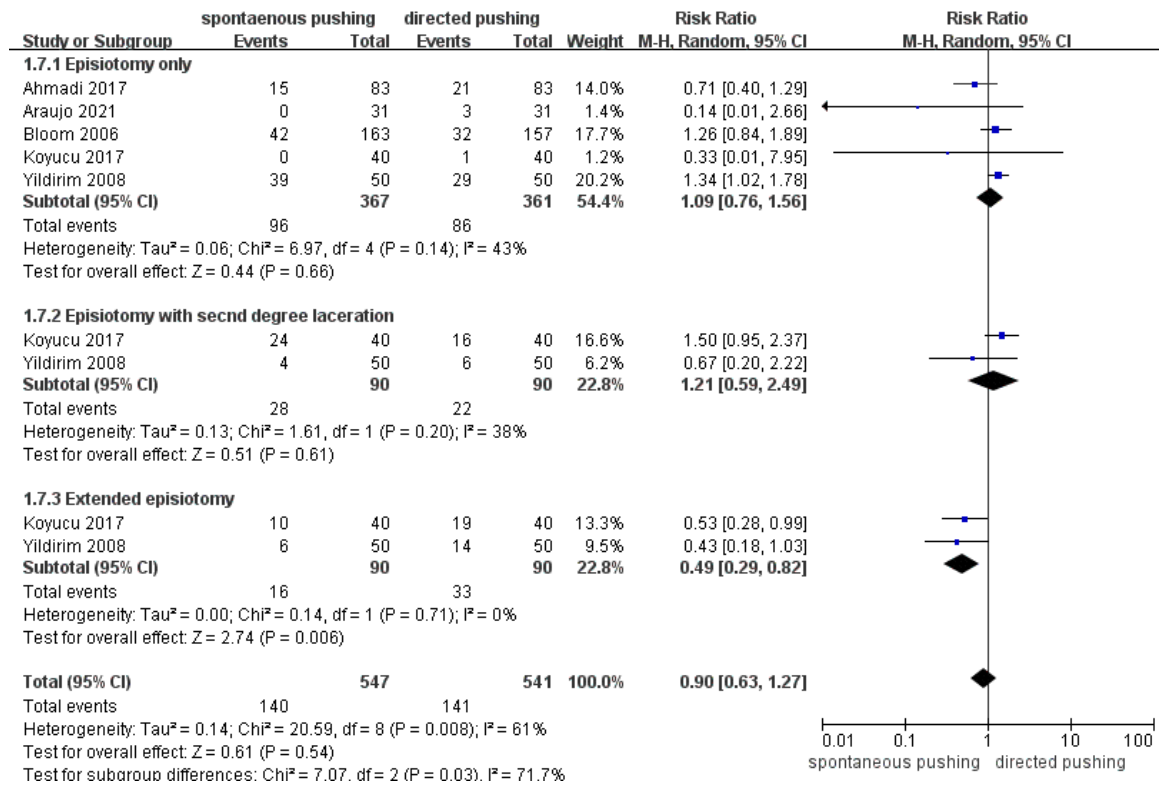 spontaenous pushing directed pushing Risk Ratio Risk Ratio
Study or Subgroup Events Total Events Total Weight M-H, Random, 95% CI M-H, Random, 95% CI
1.7.1 Episiotomy only
Ahmadi 2017 15 83 21 83 14.0% 0.71 [0.40, 1.29]
Araujo 2021 0 31 3 31 1.4% 0.14 [0.01, 2.66]
Bloom 2006 42 163 32 157 17.7% 1.26 [0.84, 1.89]
Koyucu 2017 0 40 1 40 1.2% 0.33 [0.01, 7.95]
Yildirim 2008 39 50 29 50 20.2% 1.34 [1.02, 1.78]
Subtotal (95% CI) 367 361 54.4% 1.09 [0.76, 1.56]
Total events 96 86
Heterogeneity: Tau² = 0.06; Chi² = 6.97, df = 4 (P = 0.14); I² = 43%
Test for overall effect: Z = 0.44 (P = 0.66)
1.7.2 Episiotomy with secnd degree laceration
Koyucu 2017 24 40 16 40 16.6% 1.50 [0.95, 2.37]
Yildirim 2008 4 50 6 50 6.2% 0.67 [0.20, 2.22]
Subtotal (95% CI) 90 90 22.8% 1.21 [0.59, 2.49]
Total events 28 22
Heterogeneity: Tau² = 0.13; Chi² = 1.61, df = 1 (P = 0.20); I² = 38%
Test for overall effect: Z = 0.51 (P = 0.61)
1.7.3 Extended episiotomy
Koyucu 2017 10 40 19 40 13.3% 0.53 [0.28, 0.99]
Yildirim 2008 6 50 14 50 9.5% 0.43 [0.18, 1.03]
Subtotal (95% CI) 90 90 22.8% 0.49 [0.29, 0.82]
Total events 16 33
Heterogeneity: Tau² = 0.00; Chi² = 0.14, df = 1 (P = 0.71); I² = 0%
Test for overall effect: Z = 2.74 (P = 0.006)
Total (95% CI) 547 541 100.0% 0.90 [0.63, 1.27]
Total events 140 141
Heterogeneity: Tau² = 0.14; Chi² = 20.59, df = 8 (P = 0.008); I² = 61%
Test for overall effect: Z = 0.61 (P = 0.54)
Test for subgroup differences: Chi² = 7.07, df = 2 (P = 0.03), I² = 71.7%
0.01 0.1 1 10 100
spontaneous pushing directed pushing